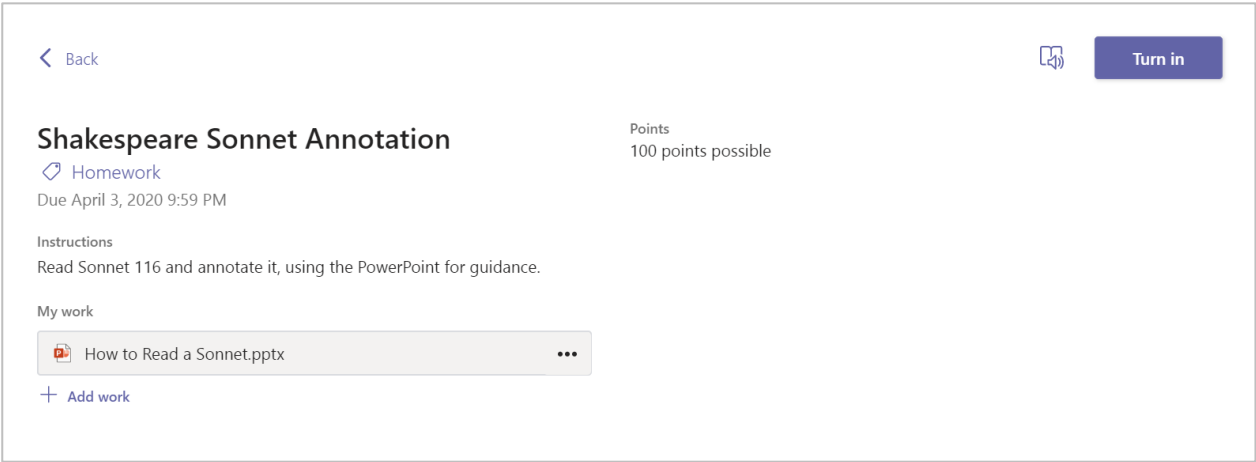 Back
Turn in
Shakespeare Sonnet Annotation
Homework
Due April 3, 2020 9:59 PM
Points
100 points possible
Instructions
Read Sonnet 116 and annotate it, using the PowerPoint for guidance.
My work
How to Read a Sonnet.pptx
Add work